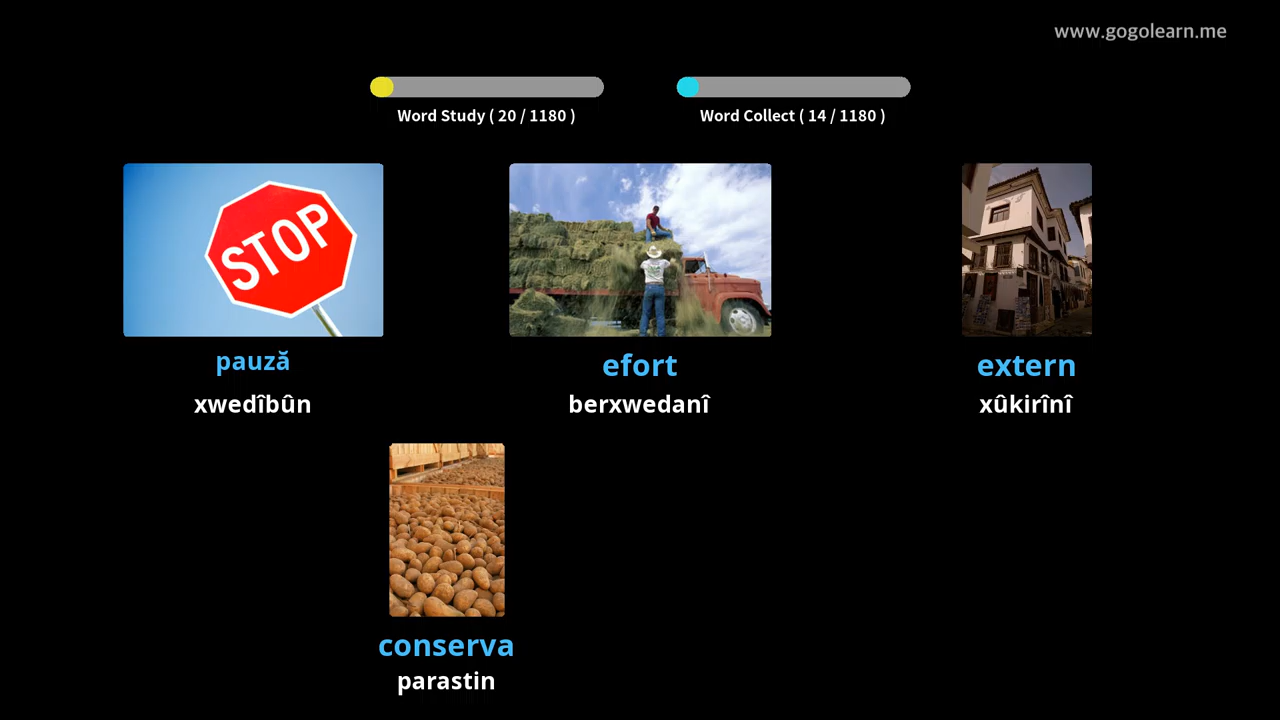 www.gogolearn.me
Word Study ( 20 / 1180 )
Word Collect ( 14 / 1180 )
STOP
pauză
efort
extern
xwedîbûn
berxwedanî
xûkirînî
conserva
parastin